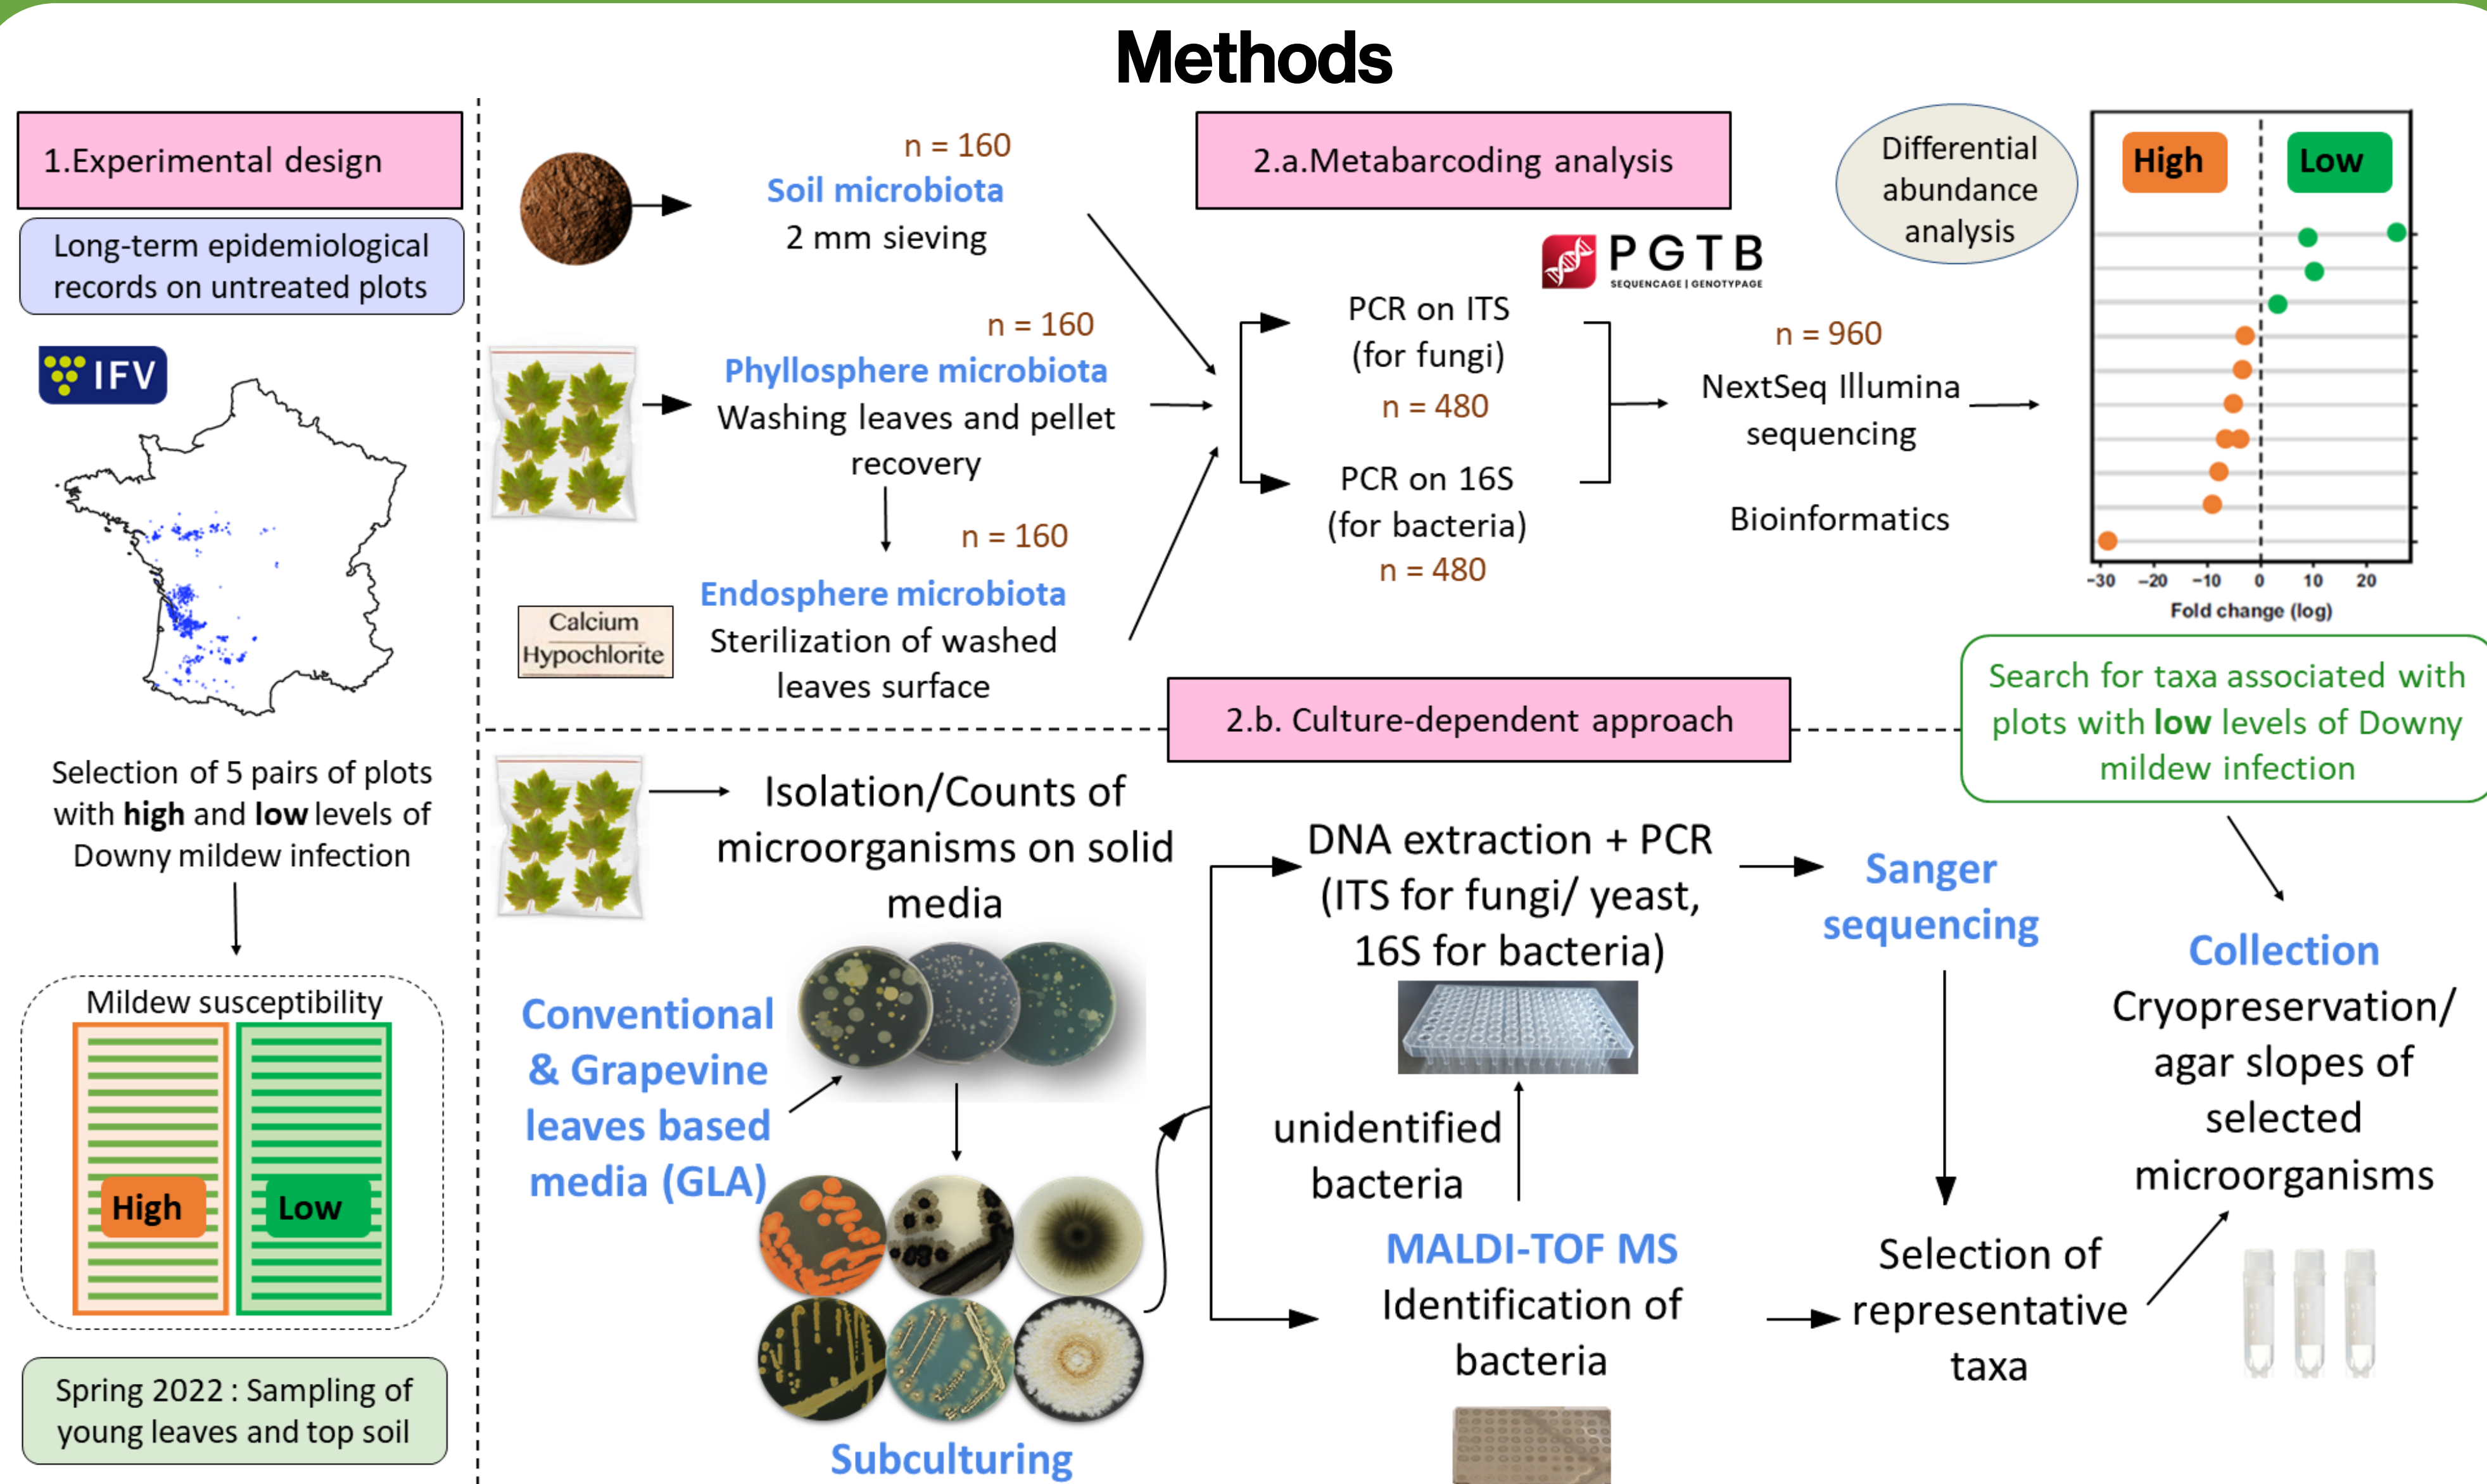 Methods
1.Experimental design
Long-term epidemiological
records on untreated plots
IFV
Selection of 5 pairs of plots
with high and low levels of
Downy mildew infection
Mildew susceptibility
High
Low
Spring 2022 : Sampling of
young leaves and top soil
n = 160
Soil microbiota
2 mm sieving
n = 160
Phyllosphere microbiota
Washing leaves and pellet
recovery
n = 160
Endosphere microbiota
Sterilization of washed
leaves surface
Calcium
Hypochlorite
2.a.Metabarcoding analysis
PGTB
SEQUENCAGE | GENOTYPAGE
PCR on ITS
(for fungi)
n = 480
PCR on 16S
(for bacteria)
n = 480
n = 960
NextSeq Illumina
sequencing
Bioinformatics
Differential
abundance
analysis
High
Low
−30 −20 −10 0 10 20
Fold change (log)
Search for taxa associated with
plots with low levels of Downy
mildew infection
2.b. Culture-dependent approach
Isolation/Counts of
microorganisms on solid
media
Conventional
& Grapevine
leaves based
media (GLA)
Subculturing
DNA extraction + PCR
(ITS for fungi/ yeast,
16S for bacteria)
unidentified
bacteria
MALDI-TOF MS
Identification of
bacteria
Sanger
sequencing
Selection of
representative
taxa
Collection
Cryopreservation/
agar slopes of
selected
microorganisms